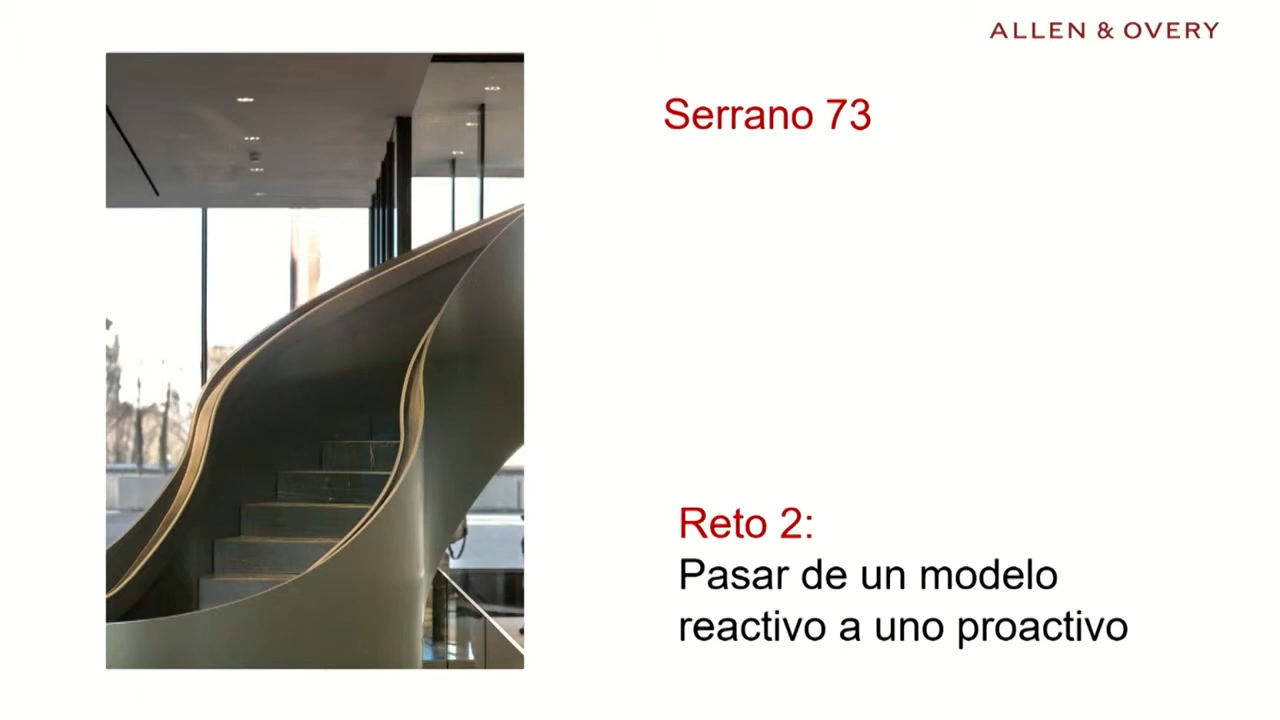 ALLEN & OVERY
Serrano 73
Reto 2:
Pasar de un modelo
reactivo a uno proactivo